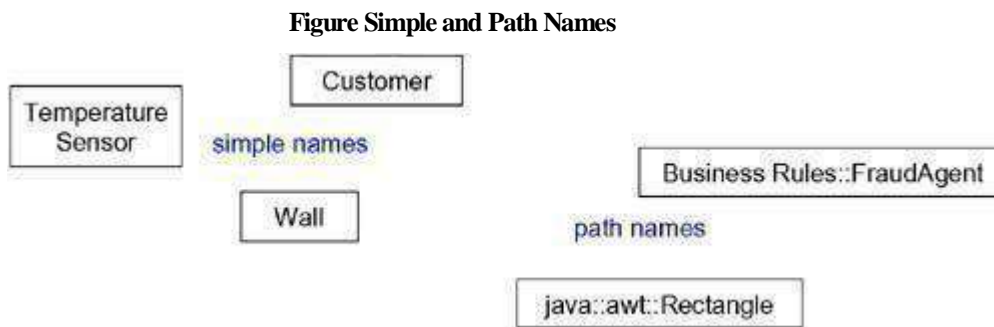 Figure Simple and Path Names
Customer
Temperature
Sensor
simple names
Business Rules::FraudAgent
Wall
path names
java::awt::Rectangle